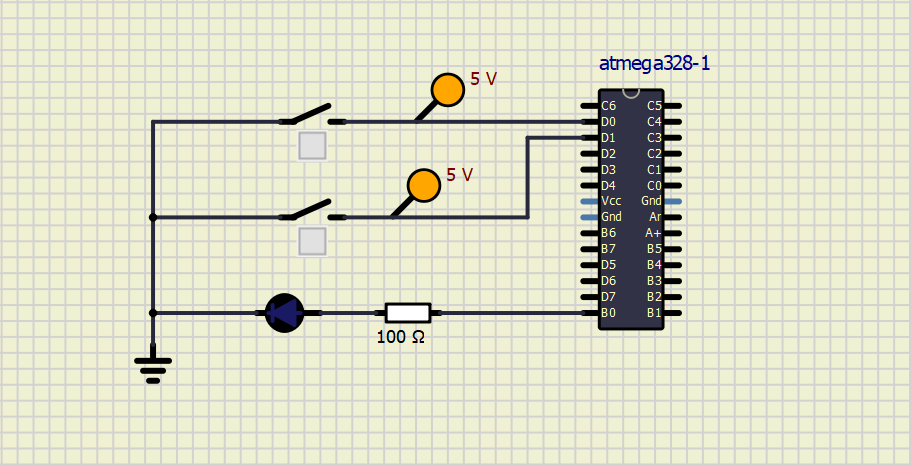 atmega328-1
5 V
C6 C5
D0 C4
D1 C3
D2 C2
5 V
D3 C1
D4 C0
Vcc Gnd
Gnd Ar
B6 A+
B7 B5
D5 B4
D6 B3
D7 B2
B0 B1
100 Ω